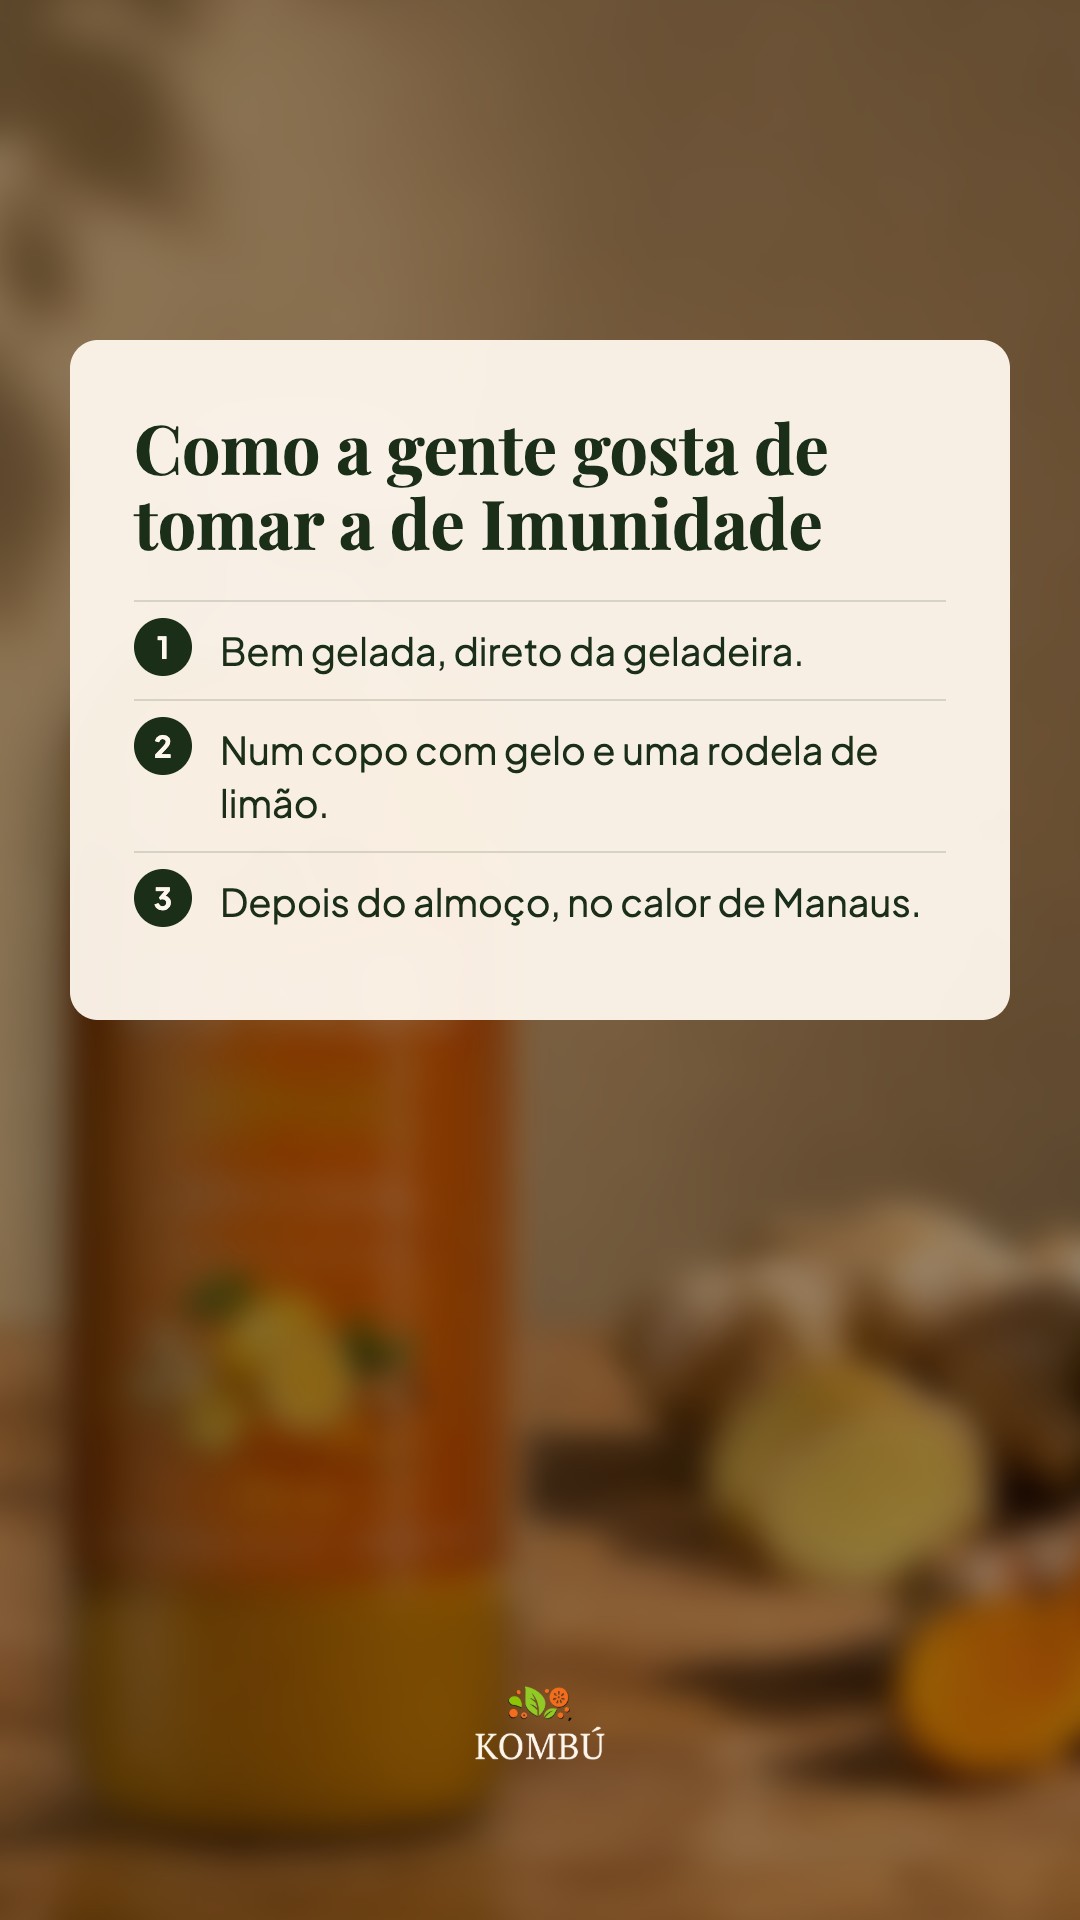 Como a gente gosta de
tomar a de Imunidade
1 Bem gelada, direto da geladeira.
2 Num copo com gelo e uma rodela de
limão.
3 Depois do almoço, no calor de Manaus.
KOMBÚ